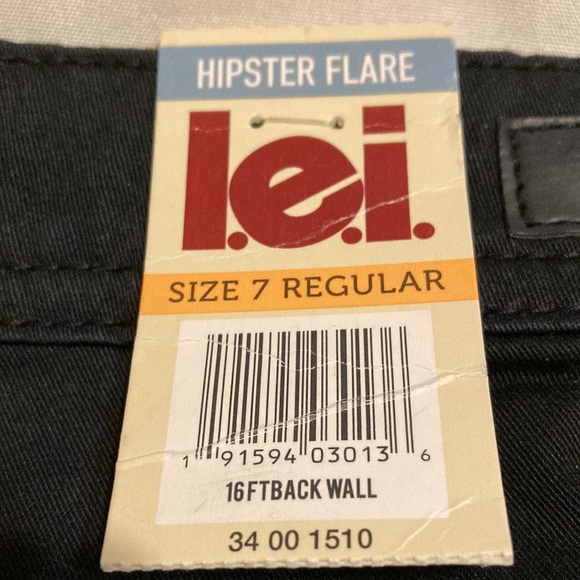 HIPSTER FLARE
l.e.i.
SIZE 7 REGULAR
1 91594 03013 6
16FTBACK WALL
34 00 1510